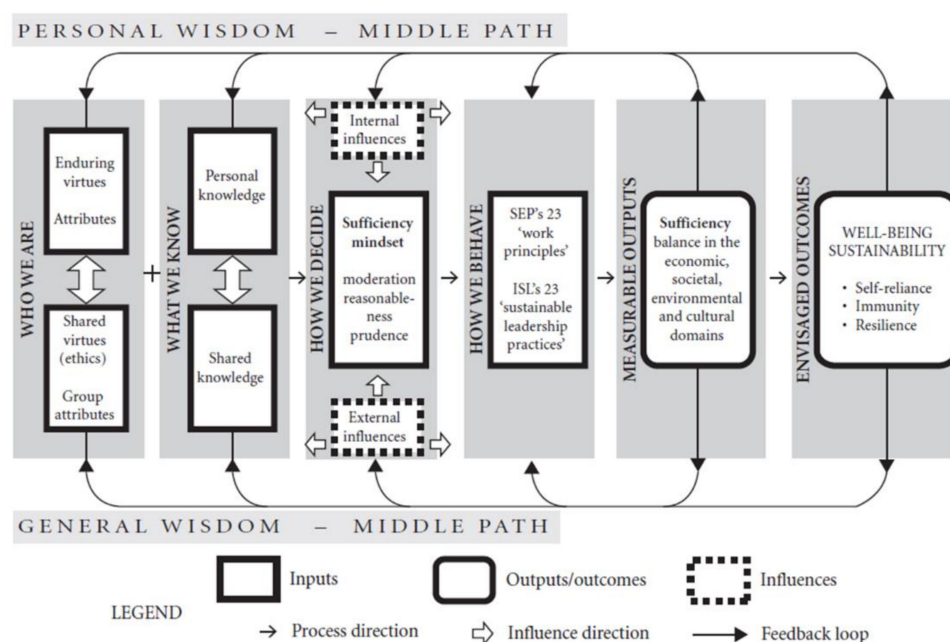 PERSONAL WISDOM – MIDDLE PATH
WHO WE ARE
Enduring
virtues
Attributes
Shared
virtues
(ethics)
Group
attributes
+
WHAT WE KNOW
Personal
knowledge
Shared
knowledge
HOW WE DECIDE
Internal
influences
Sufficiency
mindset
moderation
reasonable-
ness
prudence
External
influences
HOW WE BEHAVE
SEP's 23
'work
principles'
ISL's 23
'sustainable
leadership
practices'
MEASURABLE OUTPUTS
Sufficiency
balance in the
economic,
societal,
environmental
and cultural
domains
ENVISAGED OUTCOMES
WELL-BEING
SUSTAINABILITY
• Self-reliance
• Immunity
• Resilience
GENERAL WISDOM – MIDDLE PATH
LEGEND
Inputs
Outputs/outcomes
Influences
Process direction
Influence direction
Feedback loop